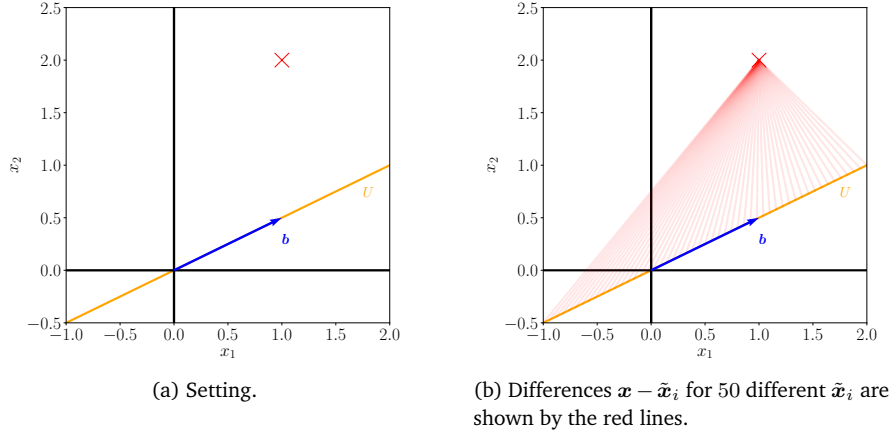 2.5
2.0
1.5
x₂
1.0
U
0.5
b
0.0
−0.5
−1.0 −0.5 0.0 0.5 1.0 1.5 2.0
x₁
(a) Setting.
2.5
2.0
1.5
x₂
1.0
U
0.5
b
0.0
−0.5
−1.0 −0.5 0.0 0.5 1.0 1.5 2.0
x₁
(b) Differences x − x̃ᵢ for 50 different x̃ᵢ are
shown by the red lines.